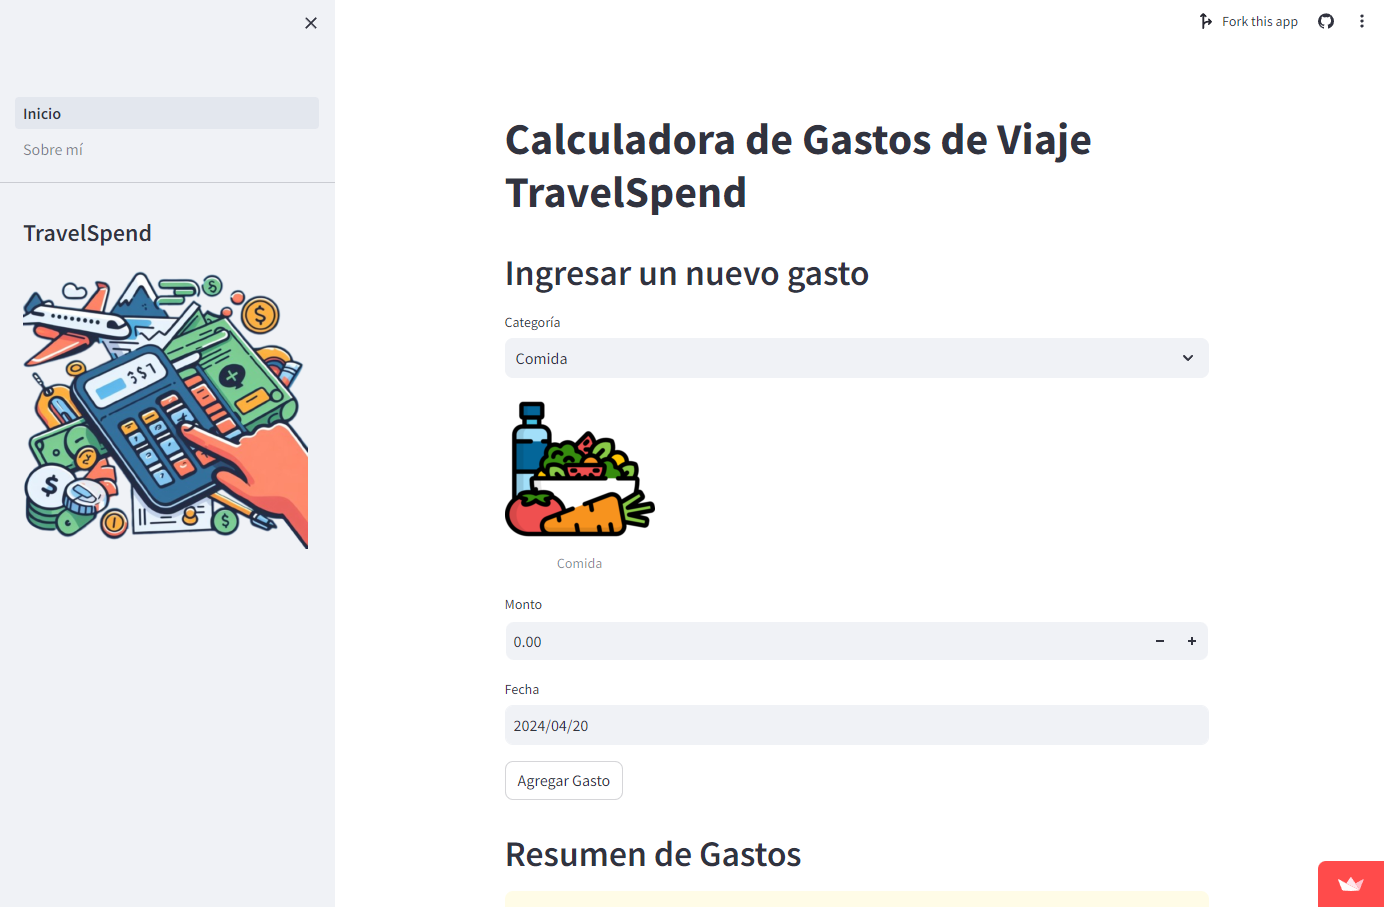 Fork this app
Inicio
Sobre mí
TravelSpend
Calculadora de Gastos de Viaje
TravelSpend
Ingresar un nuevo gasto
Categoría
Comida
Comida
Monto
0.00
Fecha
2024/04/20
Agregar Gasto
Resumen de Gastos